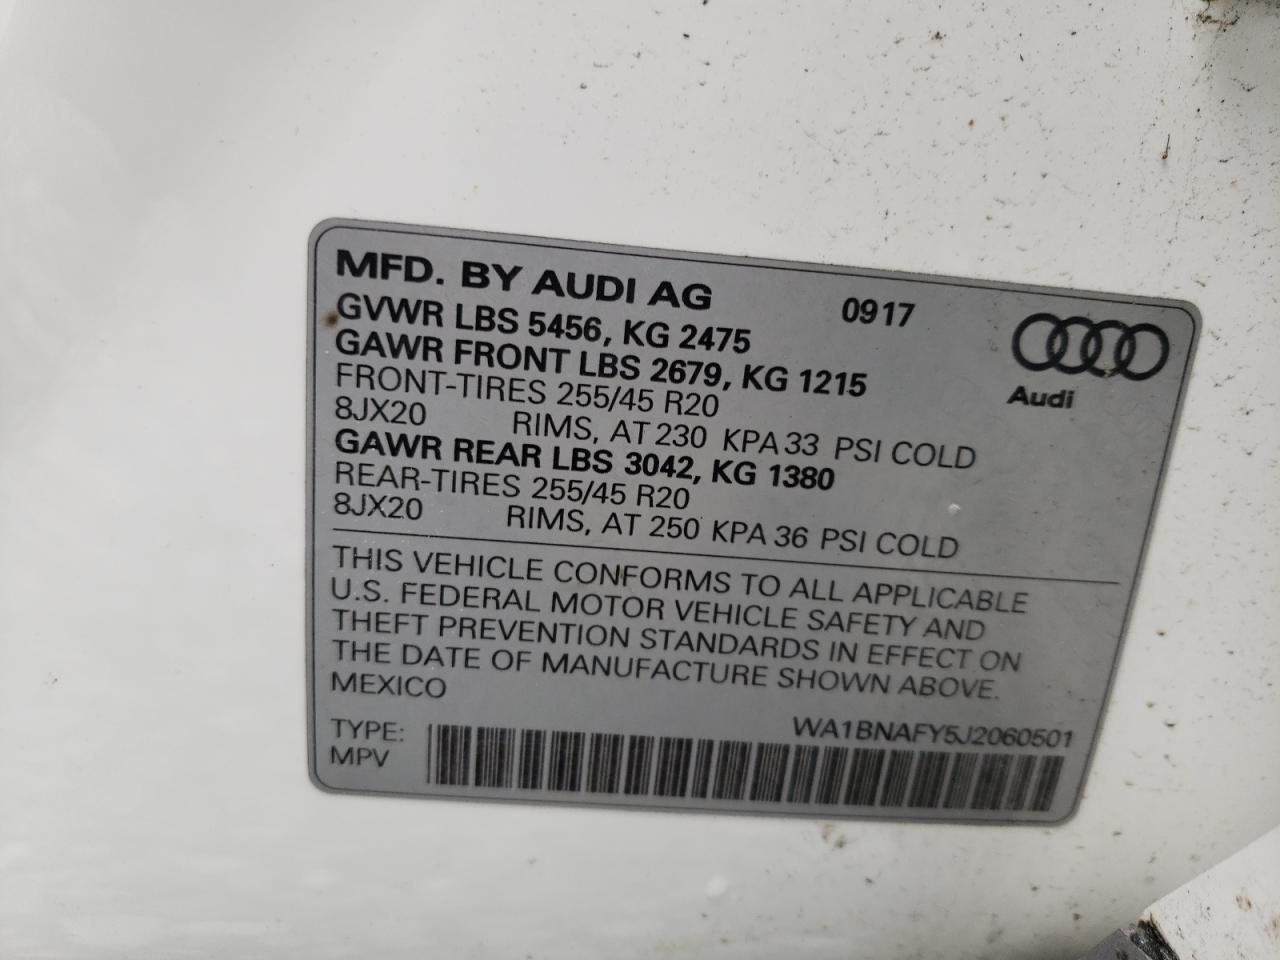 MFD. BY AUDI AG 0917
GVWR LBS 5456, KG 2475
GAWR FRONT LBS 2679, KG 1215
FRONT-TIRES 255/45 R20
8JX20 RIMS, AT 230 KPA 33 PSI COLD
GAWR REAR LBS 3042, KG 1380
REAR-TIRES 255/45 R20
8JX20 RIMS, AT 250 KPA 36 PSI COLD
Audi
THIS VEHICLE CONFORMS TO ALL APPLICABLE
U.S. FEDERAL MOTOR VEHICLE SAFETY AND
THEFT PREVENTION STANDARDS IN EFFECT ON
THE DATE OF MANUFACTURE SHOWN ABOVE.
MEXICO
TYPE: WA1BNAFY5J2060501
MPV